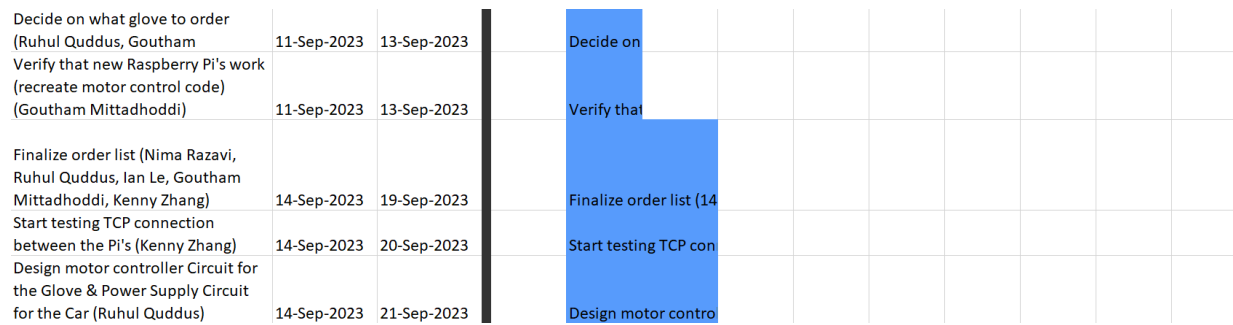 Decide on what glove to order
(Ruhul Quddus, Goutham 11-Sep-2023 13-Sep-2023 Decide on
Verify that new Raspberry Pi's work
(recreate motor control code)
(Goutham Mittadhoddi) 11-Sep-2023 13-Sep-2023 Verify that
Finalize order list (Nima Razavi,
Ruhul Quddus, Ian Le, Goutham
Mittadhoddi, Kenny Zhang) 14-Sep-2023 19-Sep-2023 Finalize order list (14
Start testing TCP connection
between the Pi's (Kenny Zhang) 14-Sep-2023 20-Sep-2023 Start testing TCP con
Design motor controller Circuit for
the Glove & Power Supply Circuit
for the Car (Ruhul Quddus) 14-Sep-2023 21-Sep-2023 Design motor contro